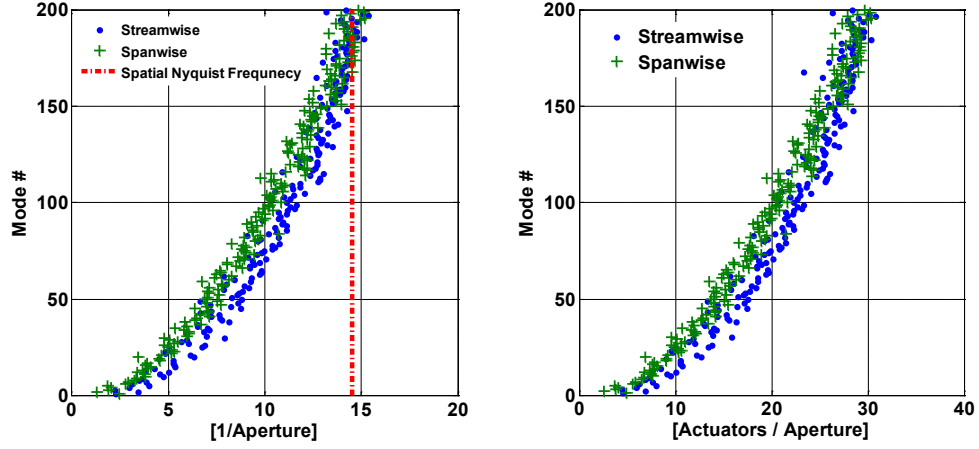 200
150
100
50
0
Mode #
Streamwise
Spanwise
Spatial Nyquist Frequnecy
0 5 10 15 20
[1/Aperture]
200
150
100
50
0
Mode #
Streamwise
Spanwise
0 10 20 30 40
[Actuators / Aperture]